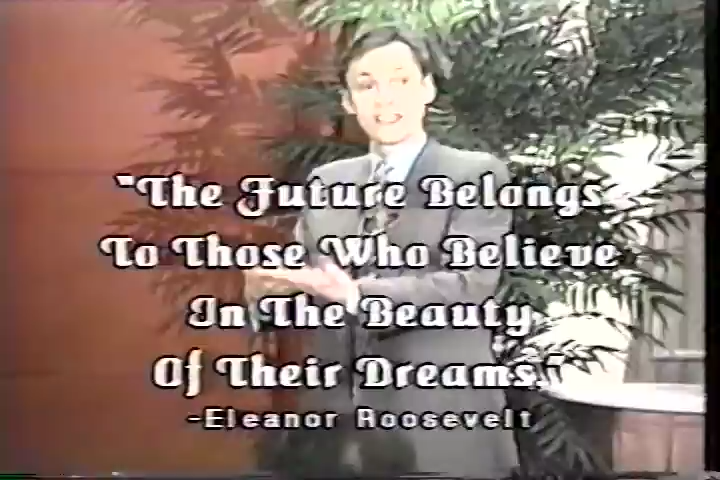 "The Future Belongs
To Those Who Believe
In The Beauty
Of Their Dreams."
-Eleanor Roosevelt